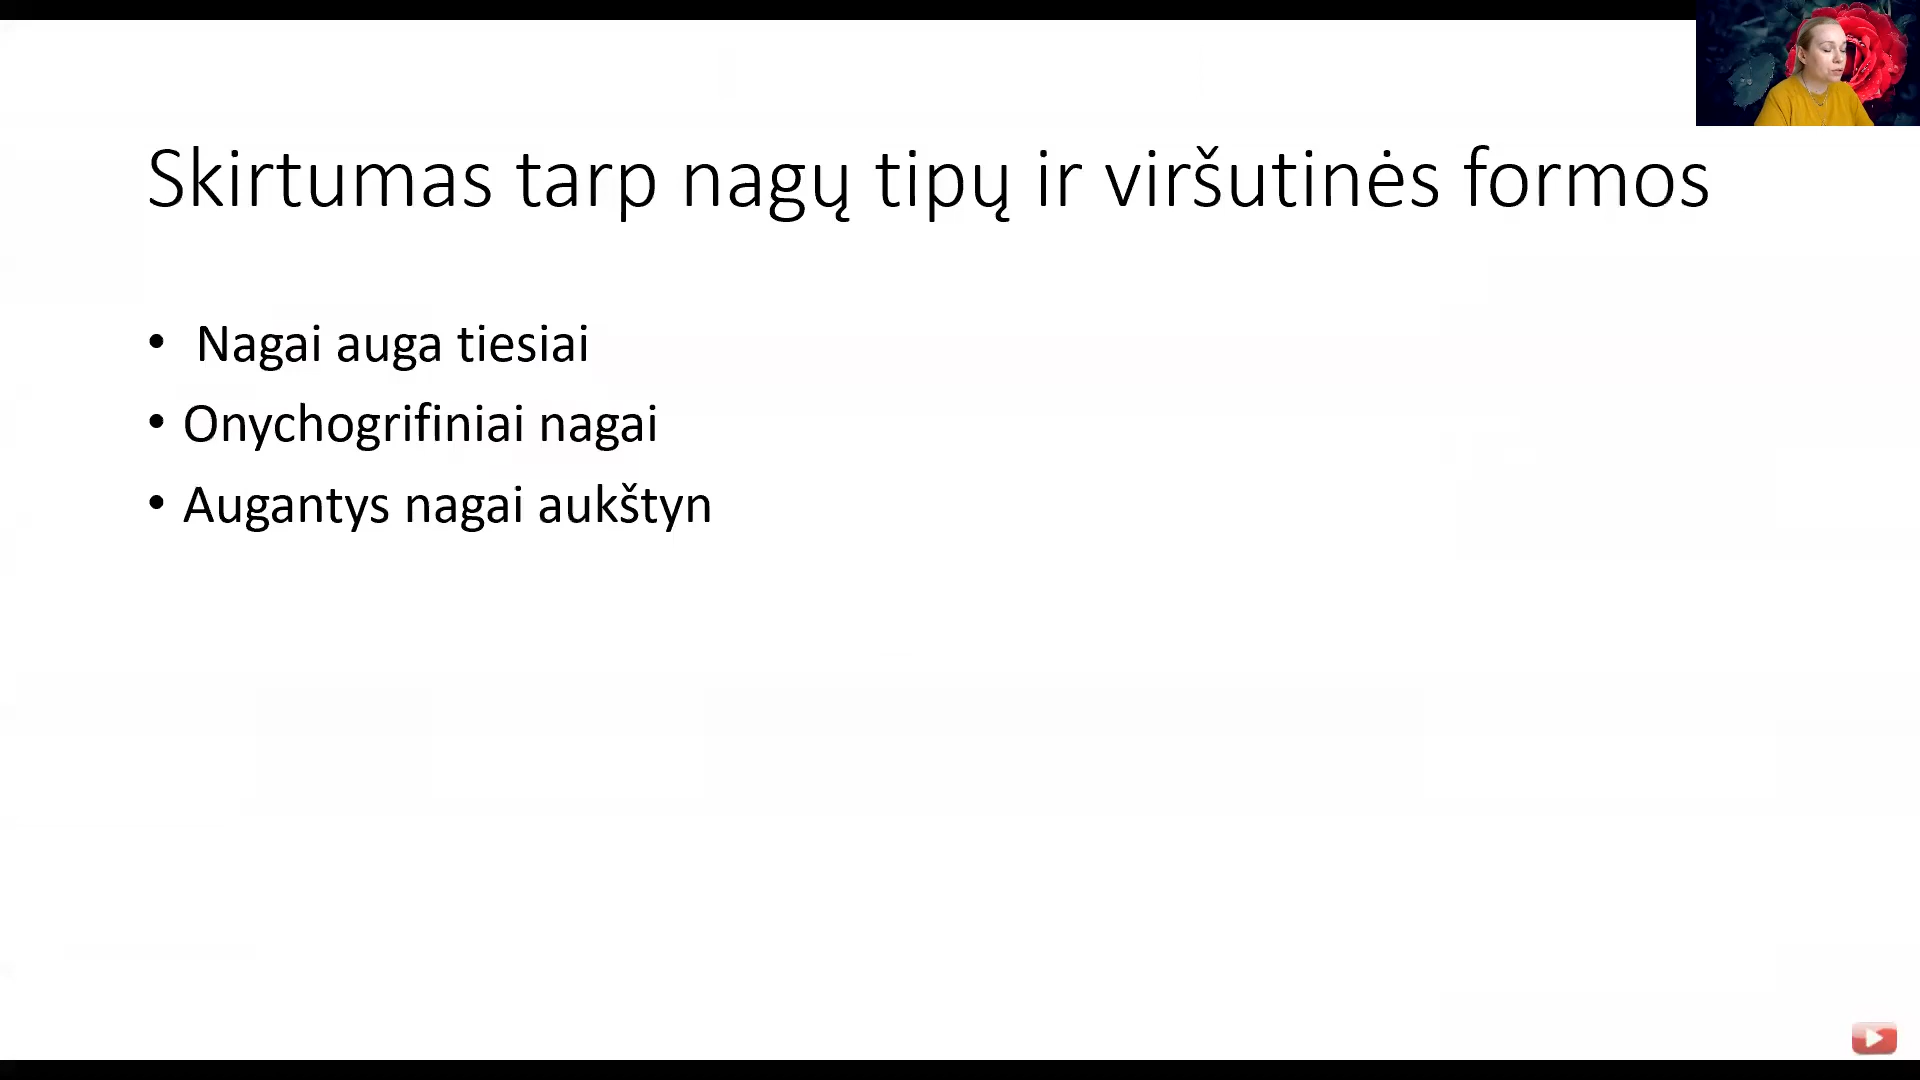 Skirtumas tarp nagų tipų ir viršutinės formos
• Nagai auga tiesiai
• Onychogrifiniai nagai
• Augantys nagai aukštyn